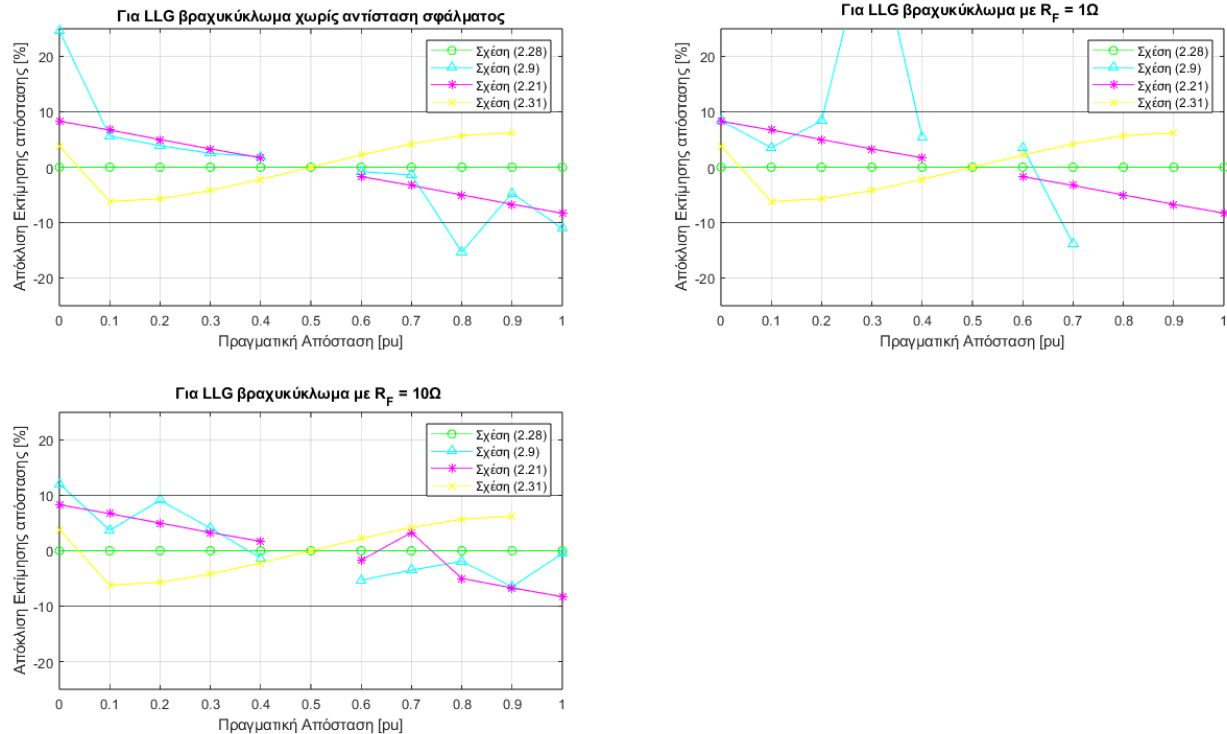 Για LLG βραχυκύκλωμα χωρίς αντίσταση σφάλματος
Απόκλιση Εκτίμησης απόστασης [%]
20
10
0
-10
-20
Σχέση (2.28)
Σχέση (2.9)
Σχέση (2.21)
Σχέση (2.31)
0 0.1 0.2 0.3 0.4 0.5 0.6 0.7 0.8 0.9 1
Πραγματική Απόσταση [pu]
Για LLG βραχυκύκλωμα με R_F = 1Ω
Απόκλιση Εκτίμησης απόστασης [%]
20
10
0
-10
-20
Σχέση (2.28)
Σχέση (2.9)
Σχέση (2.21)
Σχέση (2.31)
0 0.1 0.2 0.3 0.4 0.5 0.6 0.7 0.8 0.9 1
Πραγματική Απόσταση [pu]
Για LLG βραχυκύκλωμα με R_F = 10Ω
Απόκλιση Εκτίμησης απόστασης [%]
20
10
0
-10
-20
Σχέση (2.28)
Σχέση (2.9)
Σχέση (2.21)
Σχέση (2.31)
0 0.1 0.2 0.3 0.4 0.5 0.6 0.7 0.8 0.9 1
Πραγματική Απόσταση [pu]